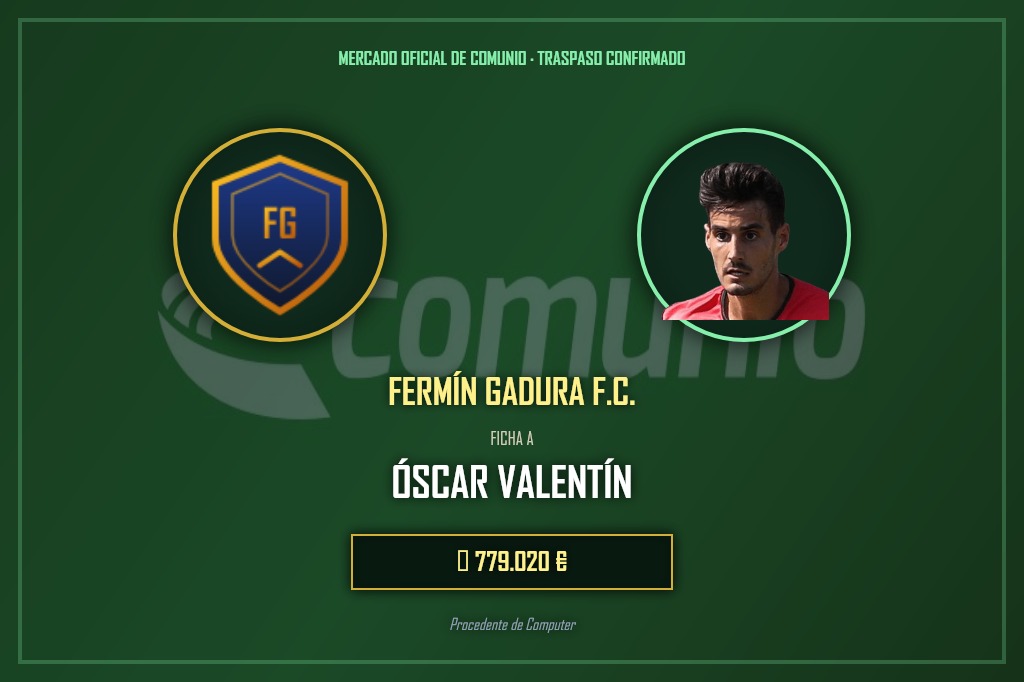 MERCADO OFICIAL DE COMUNIO · TRASPASO CONFIRMADO
FG
comunio
FERMÍN GADURA F.C.
FICHA A
ÓSCAR VALENTÍN
779.020 €
Procedente de Computer